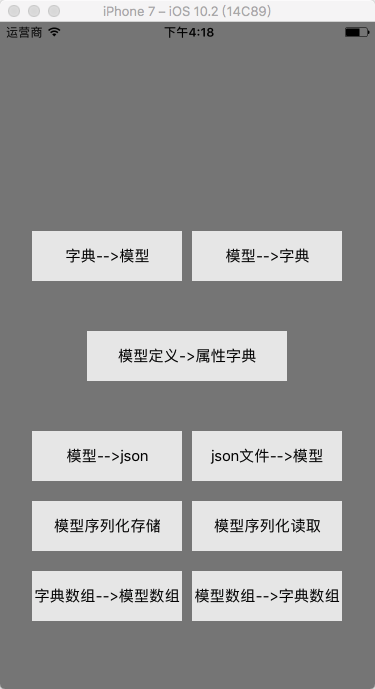 iPhone 7 – iOS 10.2 (14C89)
运营商 下午4:18
字典-->模型 模型-->字典
模型定义->属性字典
模型-->json json文件-->模型
模型序列化存储 模型序列化读取
字典数组-->模型数组 模型数组-->字典数组